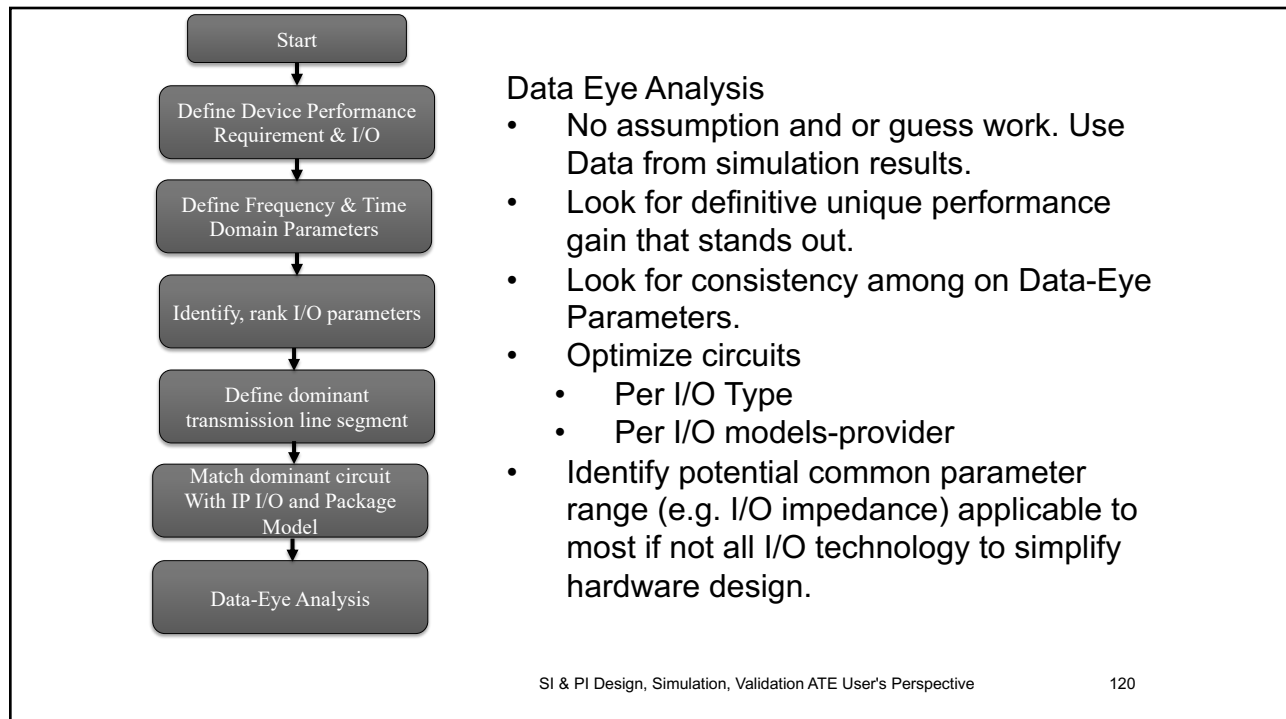 Start
Define Device Performance
Requirement & I/O
Define Frequency & Time
Domain Parameters
Identify, rank I/O parameters
Define dominant
transmission line segment
Match dominant circuit
With IP I/O and Package
Model
Data-Eye Analysis
Data Eye Analysis
• No assumption and or guess work. Use
Data from simulation results.
• Look for definitive unique performance
gain that stands out.
• Look for consistency among on Data-Eye
Parameters.
• Optimize circuits
• Per I/O Type
• Per I/O models-provider
• Identify potential common parameter
range (e.g. I/O impedance) applicable to
most if not all I/O technology to simplify
hardware design.
SI & PI Design, Simulation, Validation ATE User's Perspective 120